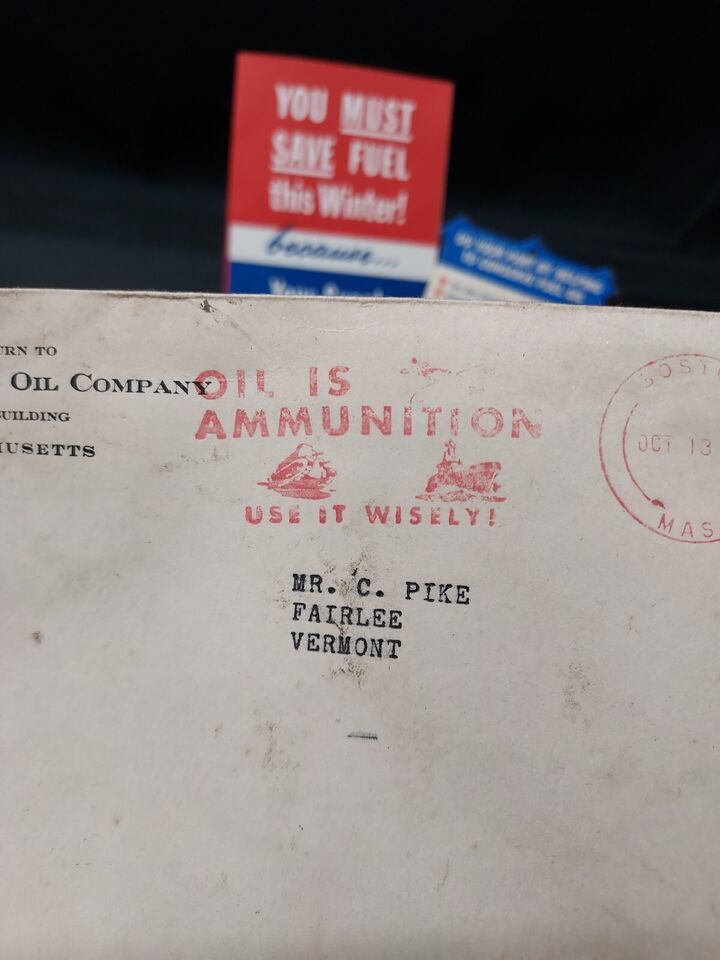 YOU MUST
SAVE FUEL
this Winter!
because...
URN TO
OIL COMPANY
BUILDING
HUSETTS
OIL IS
AMMUNITION
USE IT WISELY!
BOST
OCT 13
MAS
MR. C. PIKE
FAIRLEE
VERMONT